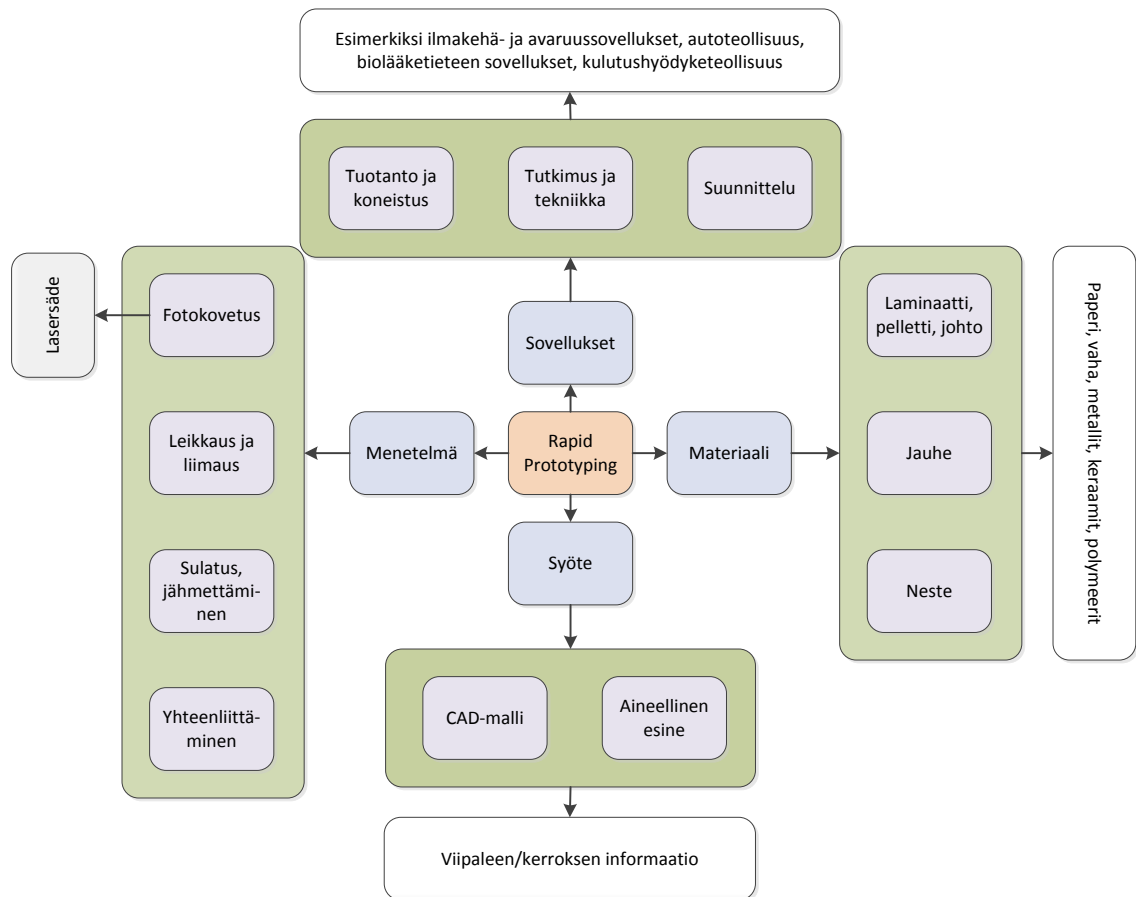 Esimerkiksi ilmakehä- ja avaruussovellukset, autoteollisuus,
biolääketieteen sovellukset, kulutushyödyketeollisuus
Tuotanto ja
koneistus
Tutkimus ja
tekniikka
Suunnittelu
Lasersäde
Fotokovetus
Leikkaus ja
liimaus
Sulatus,
jähmettämi-
nen
Yhteenliittä-
minen
Menetelmä
Sovellukset
Rapid
Prototyping
Syöte
Materiaali
Laminaatti,
pelletti, johto
Jauhe
Neste
Paperi, vaha, metallit, keraamit, polymeerit
CAD-malli
Aineellinen
esine
Viipaleen/kerroksen informaatio